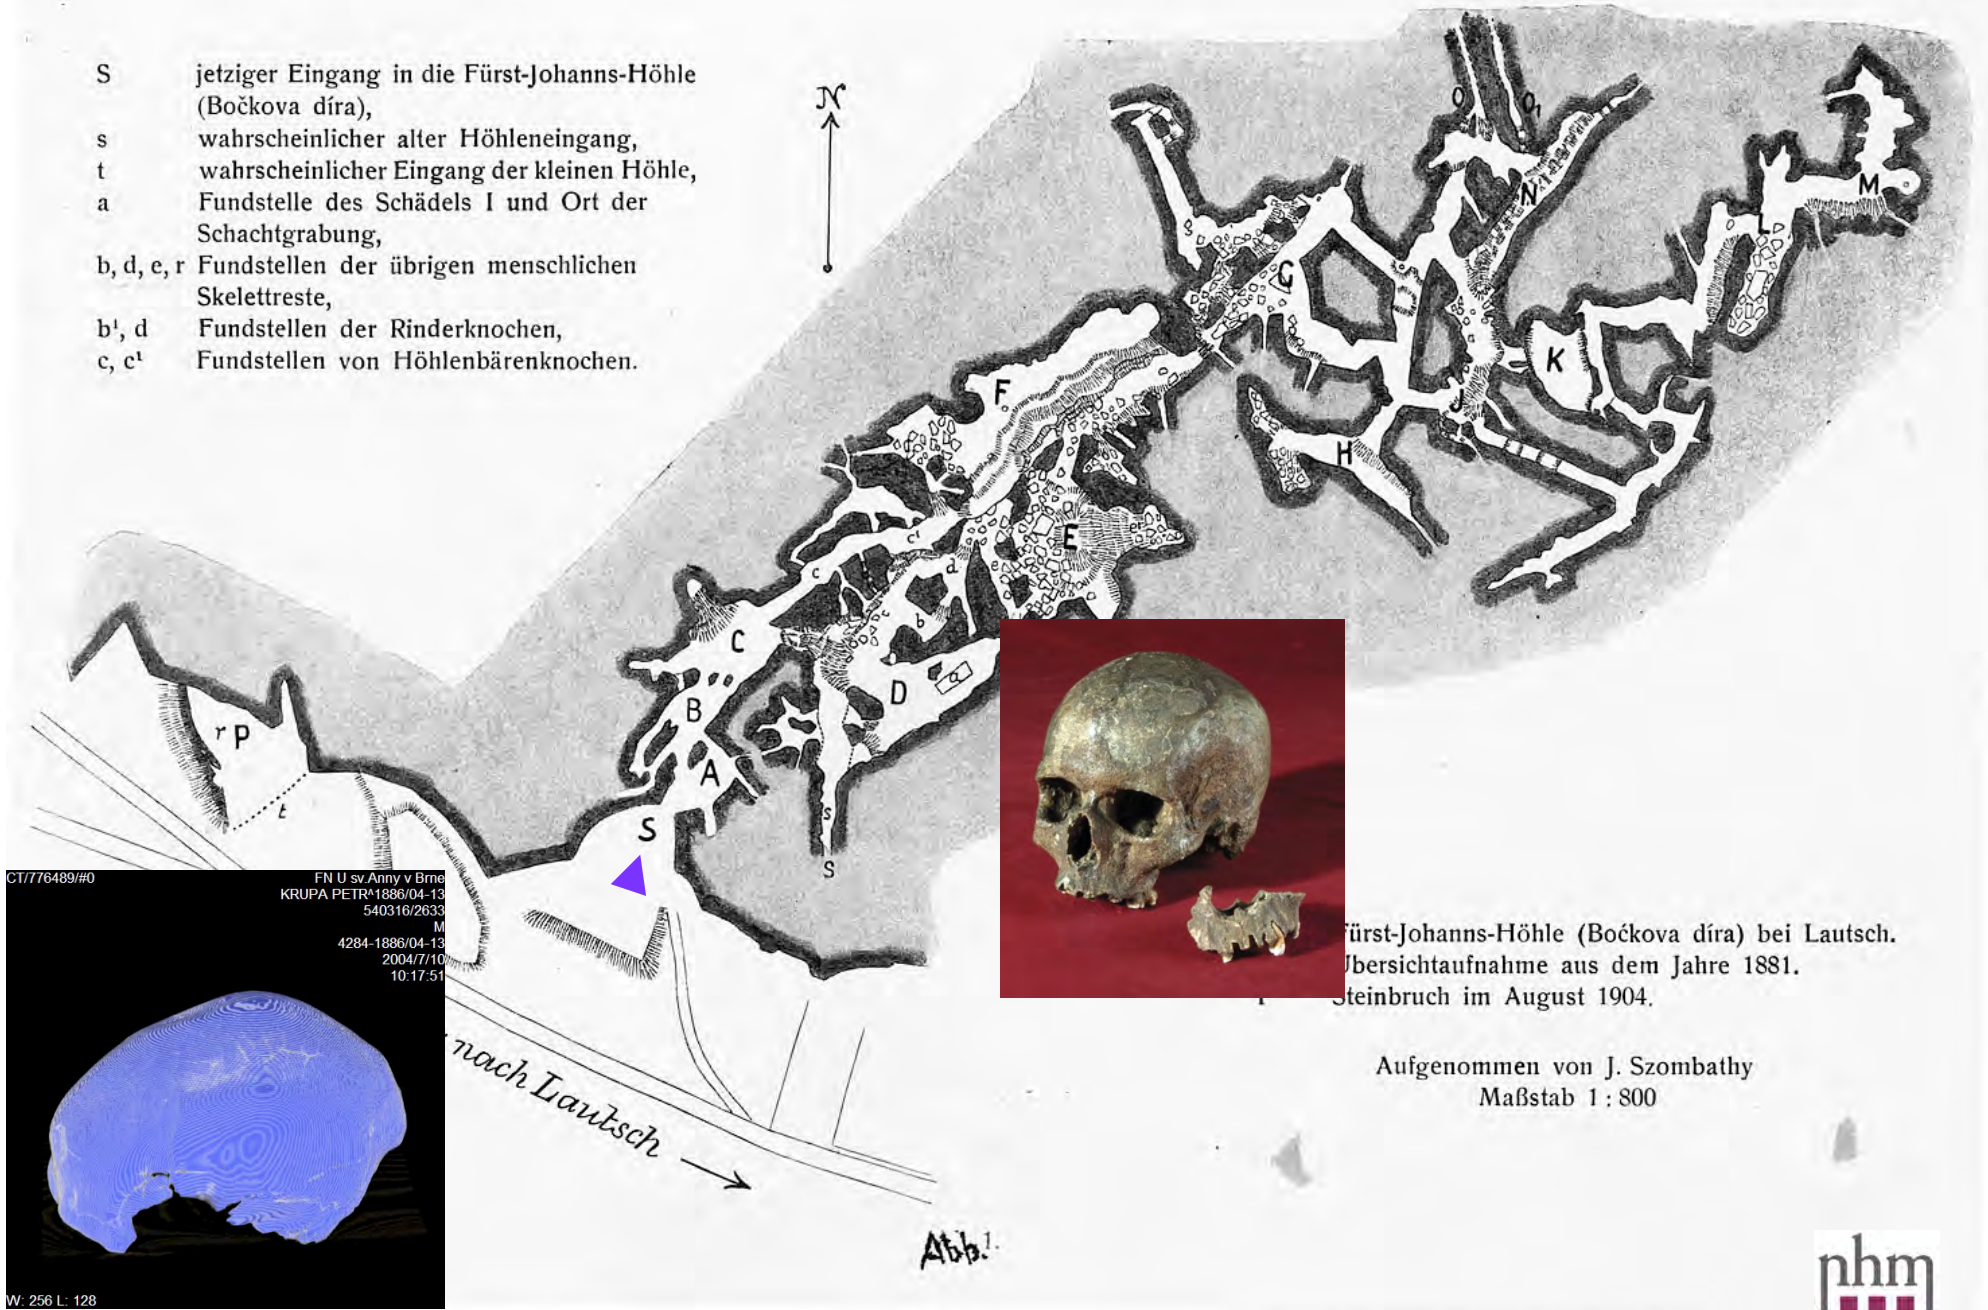 S jetziger Eingang in die Fürst-Johanns-Höhle
(Bočkova díra),
s wahrscheinlicher alter Höhleneingang,
t wahrscheinlicher Eingang der kleinen Höhle,
a Fundstelle des Schädels I und Ort der
Schachtgrabung,
b, d, e, r Fundstellen der übrigen menschlichen
Skelettreste,
b¹, d Fundstellen der Rinderknochen,
c, c¹ Fundstellen von Höhlenbärenknochen.
N
O
O₁
N
M
L
G
K
F
J
H
E
er
c¹
c
d
e
b
c
C
D
B
A
r P
t
S
s
S
CT/776489/#0
FN U sv.Anny v Brne
KRUPA PETR^1886/04-13
540316/2633
M
4284-1886/04-13
2004/7/10
10:17:51
W: 256 L: 128
nach Lautsch
Fürst-Johanns-Höhle (Boćkova díra) bei Lautsch.
Übersichtaufnahme aus dem Jahre 1881.
Steinbruch im August 1904.
Aufgenommen von J. Szombathy
Maßstab 1 : 800
Abb. 1.
nhm